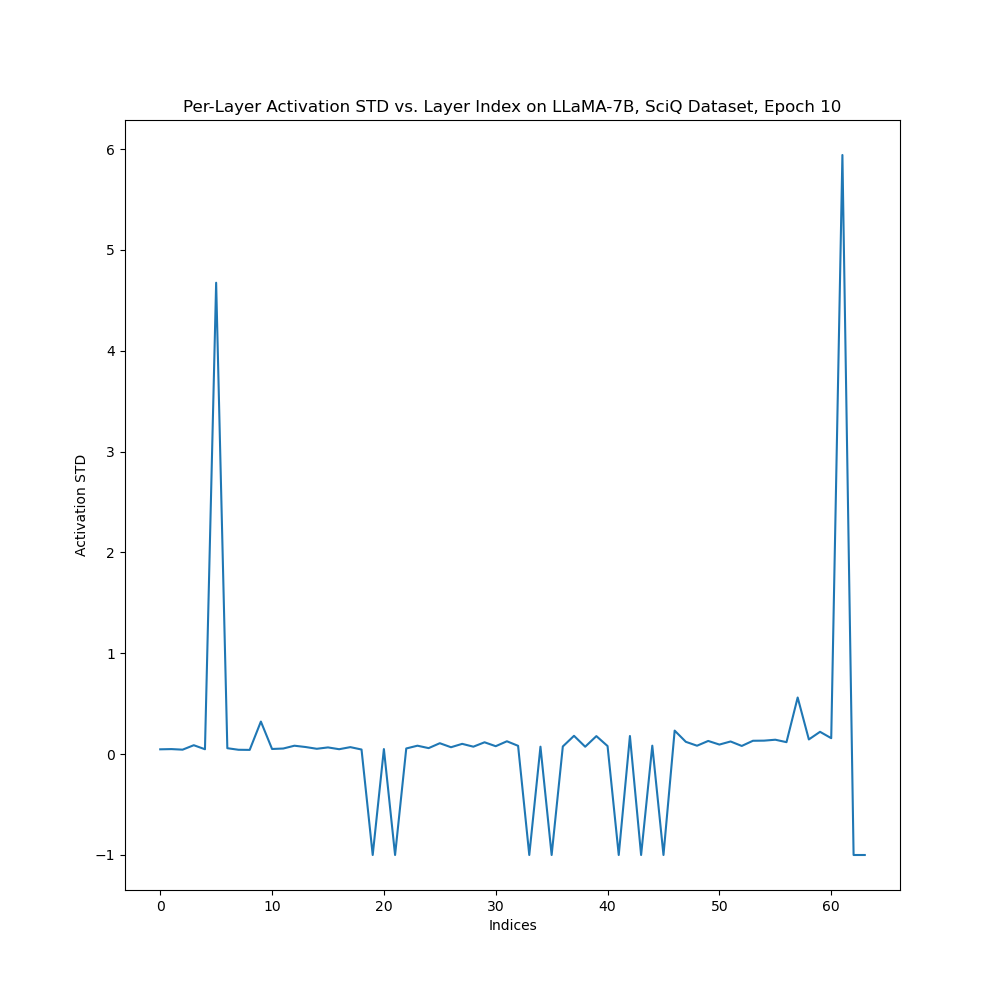 Per-Layer Activation STD vs. Layer Index on LLaMA-7B, SciQ Dataset, Epoch 10
6
5
4
3
2
1
0
−1
Activation STD
0 10 20 30 40 50 60
Indices